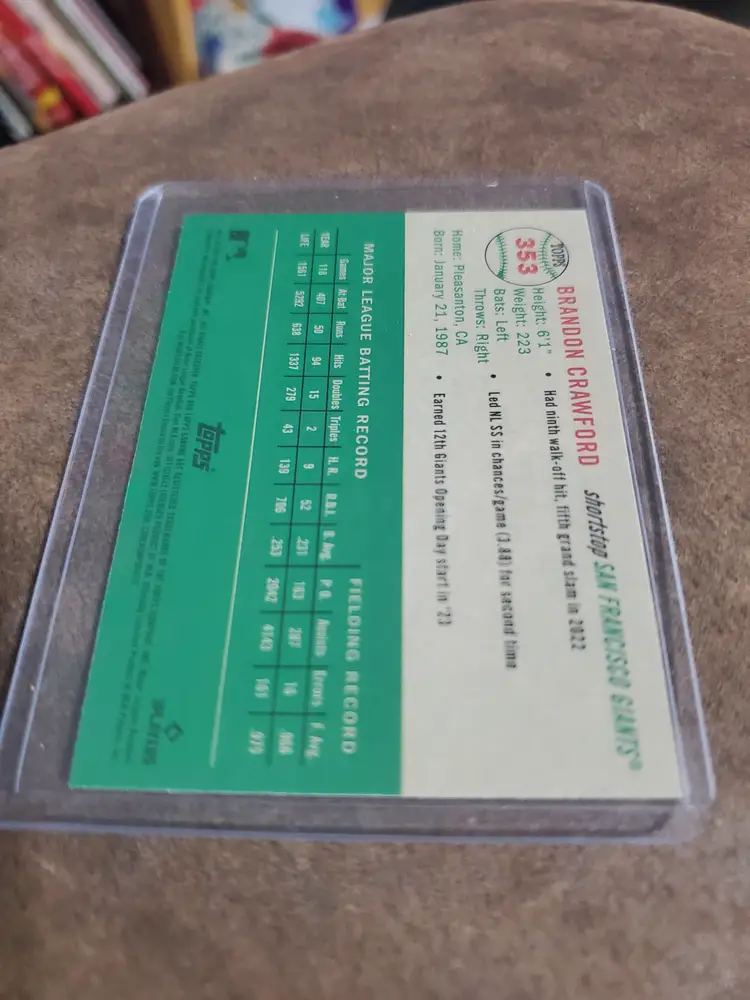 TOPPS
353
BRANDON CRAWFORD
shortstop SAN FRANCISCO GIANTS®
Height: 6'1"
Weight: 223
Bats: Left
Throws: Right
Home: Pleasanton, CA
Born: January 21, 1987
• Had ninth walk-off hit, fifth grand slam in 2022
• Led NL SS in chances/game (3.88) for second time
• Earned 12th Giants Opening Day start in '23
MAJOR LEAGUE BATTING RECORD FIELDING RECORD
Games At Bat Runs Hits Doubles Triples H.R. R.B.I. B. Avg. P.O. Assists Errors F. Avg.
YEAR 118 407 50 94 15 2 9 52 .231 163 287 16 .966
LIFE 1561 5292 638 1337 279 43 139 706 .253 2042 4143 161 .975
topps
PLAYERS